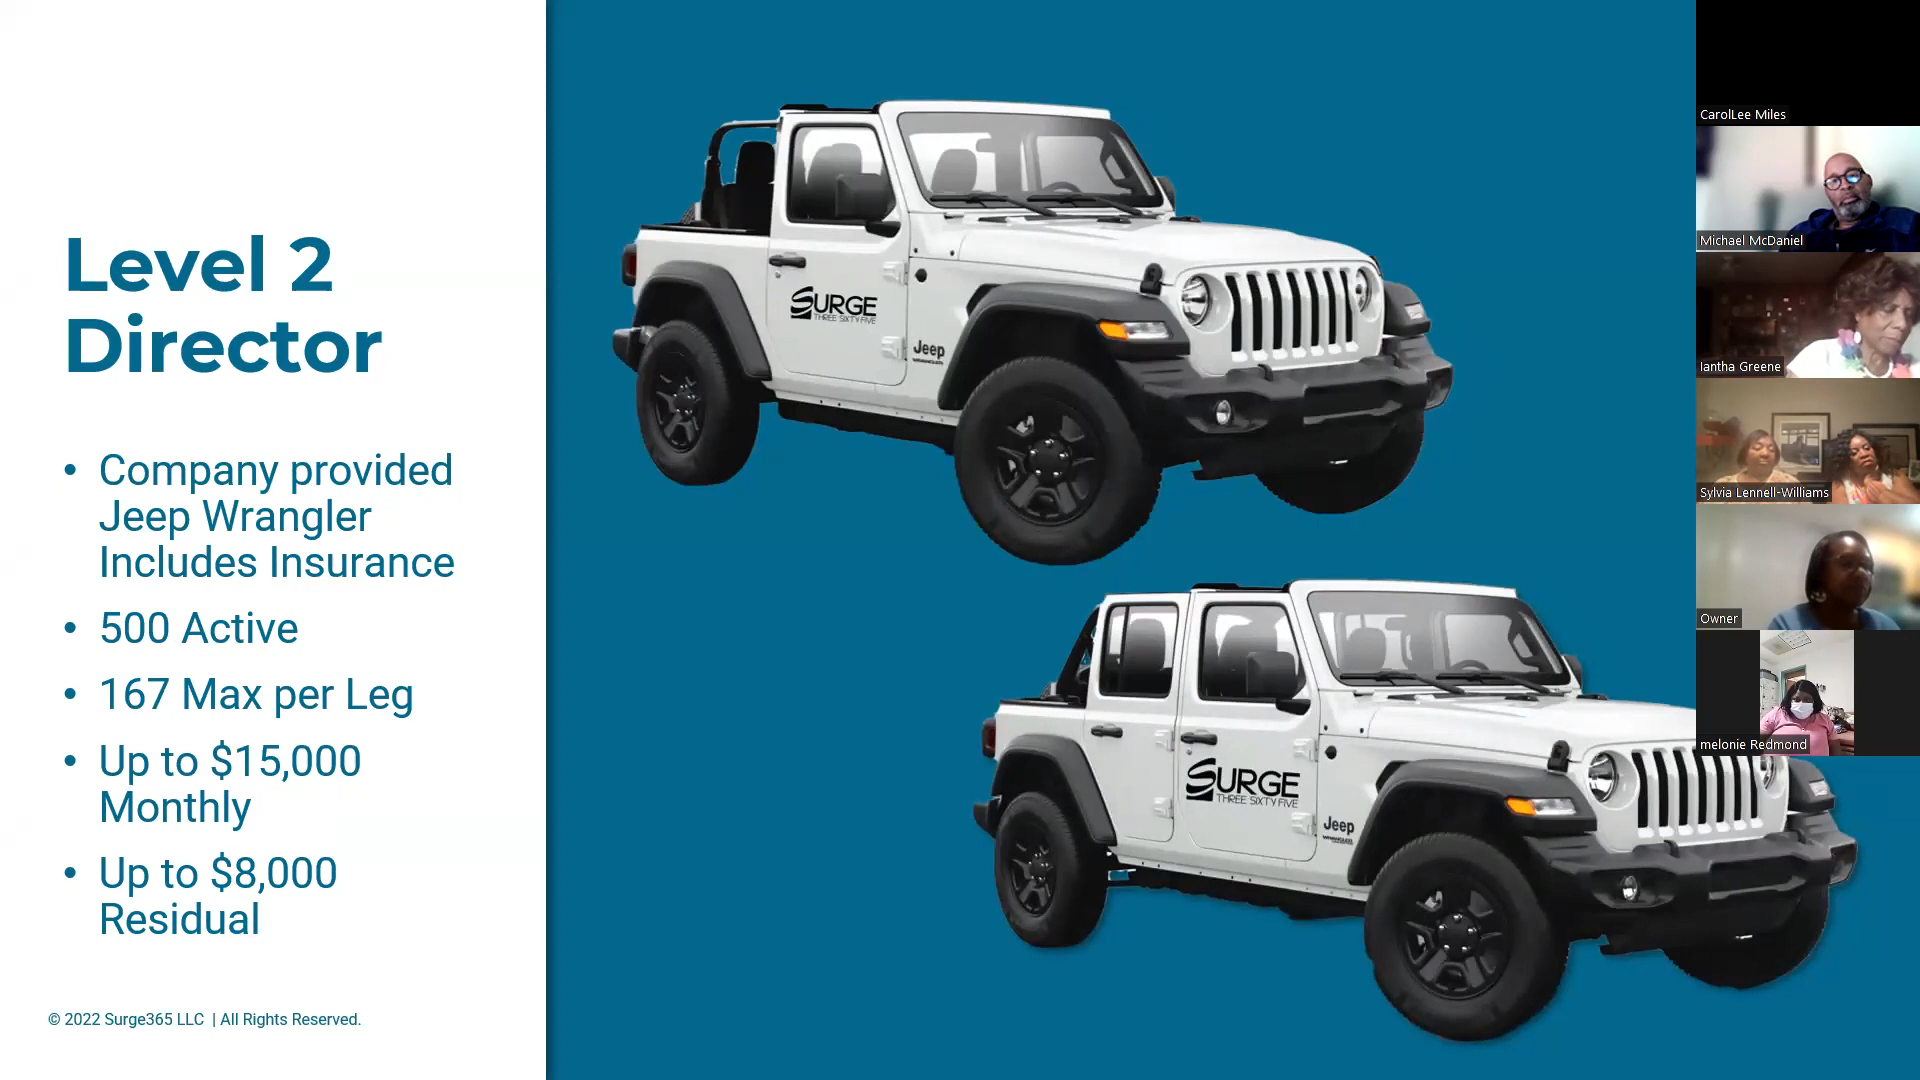 Level 2
Director
• Company provided
Jeep Wrangler
Includes Insurance
• 500 Active
• 167 Max per Leg
• Up to $15,000
Monthly
• Up to $8,000
Residual
© 2022 Surge365 LLC | All Rights Reserved.
SURGE
THREE SIXTY FIVE
Jeep
WRANGLER
SURGE
THREE SIXTY FIVE
Jeep
WRANGLER
CarolLee Miles
Michael McDaniel
Iantha Greene
Sylvia Lennell-Williams
Owner
melonie Redmond